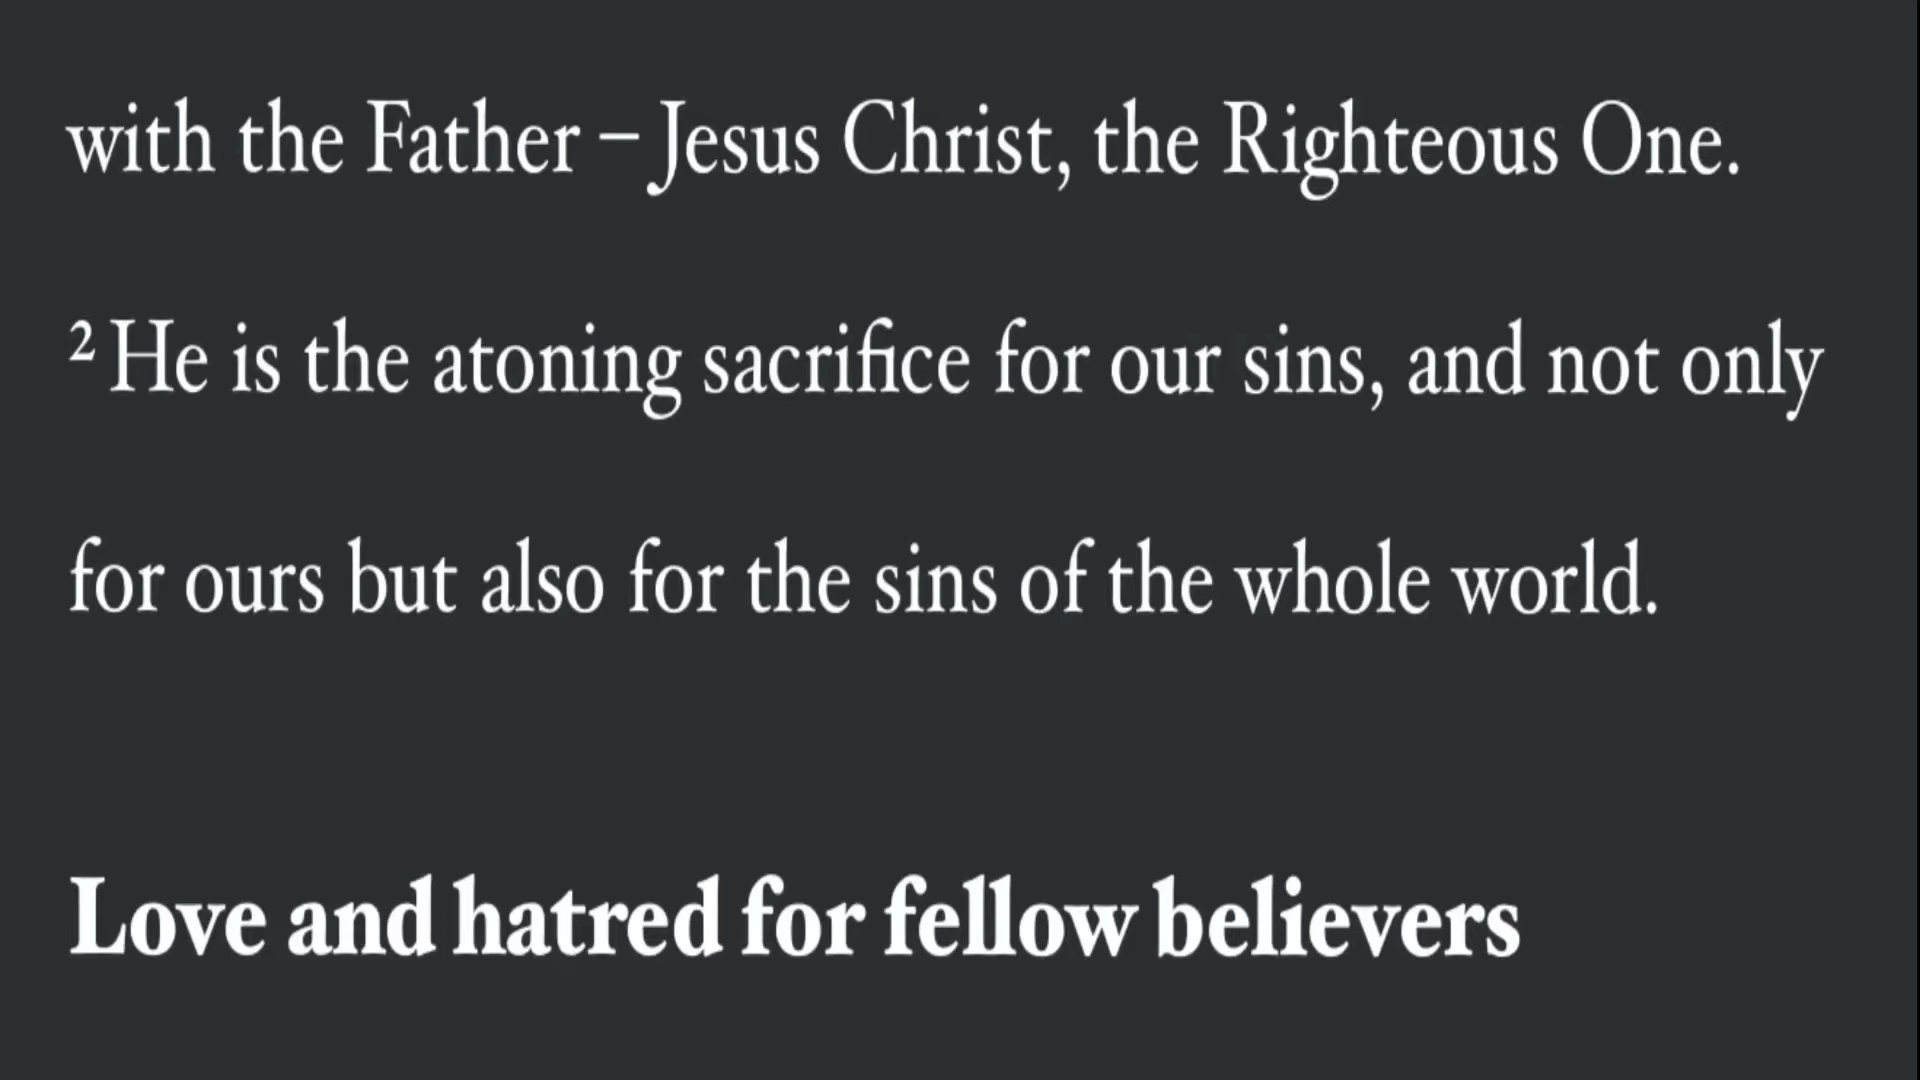 with the Father – Jesus Christ, the Righteous One.
² He is the atoning sacrifice for our sins, and not only
for ours but also for the sins of the whole world.
Love and hatred for fellow believers